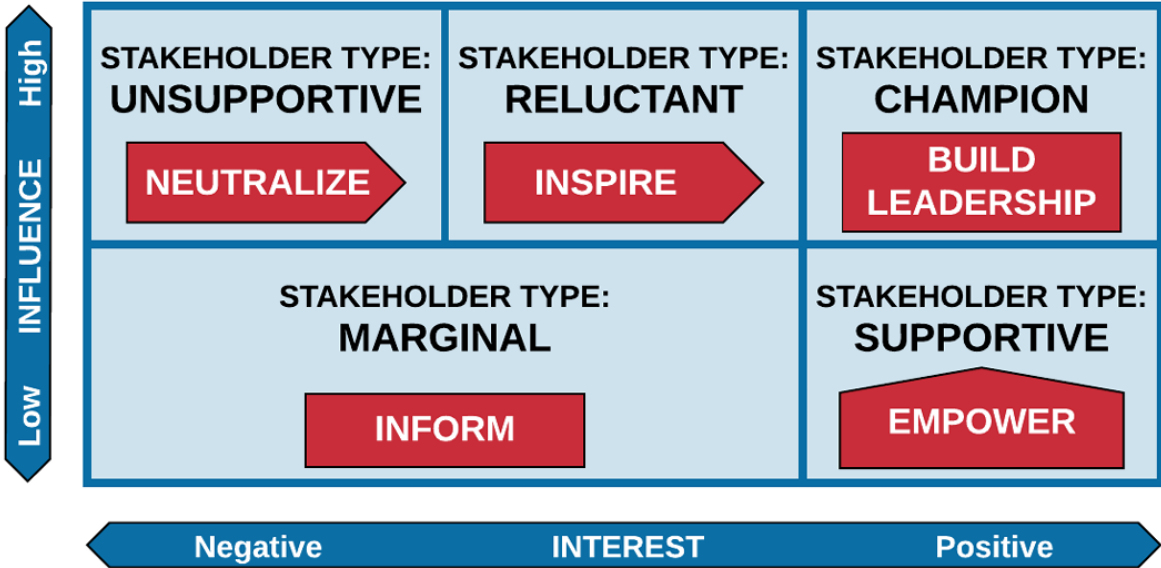 High
INFLUENCE
Low
STAKEHOLDER TYPE:
UNSUPPORTIVE
NEUTRALIZE
STAKEHOLDER TYPE:
RELUCTANT
INSPIRE
STAKEHOLDER TYPE:
CHAMPION
BUILD
LEADERSHIP
STAKEHOLDER TYPE:
MARGINAL
INFORM
STAKEHOLDER TYPE:
SUPPORTIVE
EMPOWER
Negative INTEREST Positive